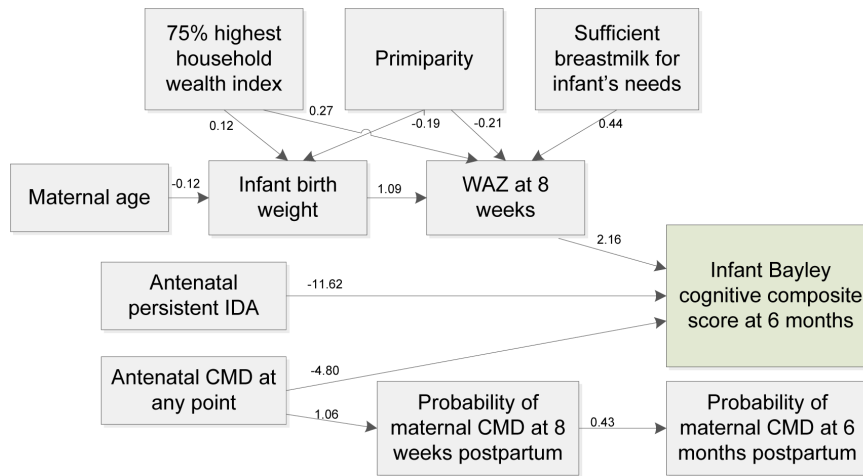 75% highest
household
wealth index
Primiparity
Sufficient
breastmilk for
infant's needs
0.27
0.12
-0.19
-0.21
0.44
Maternal age
-0.12
Infant birth
weight
1.09
WAZ at 8
weeks
2.16
Antenatal
persistent IDA
-11.62
Infant Bayley
cognitive composite
score at 6 months
Antenatal CMD at
any point
-4.80
1.06
Probability of
maternal CMD at 8
weeks postpartum
0.43
Probability of
maternal CMD at 6
months postpartum